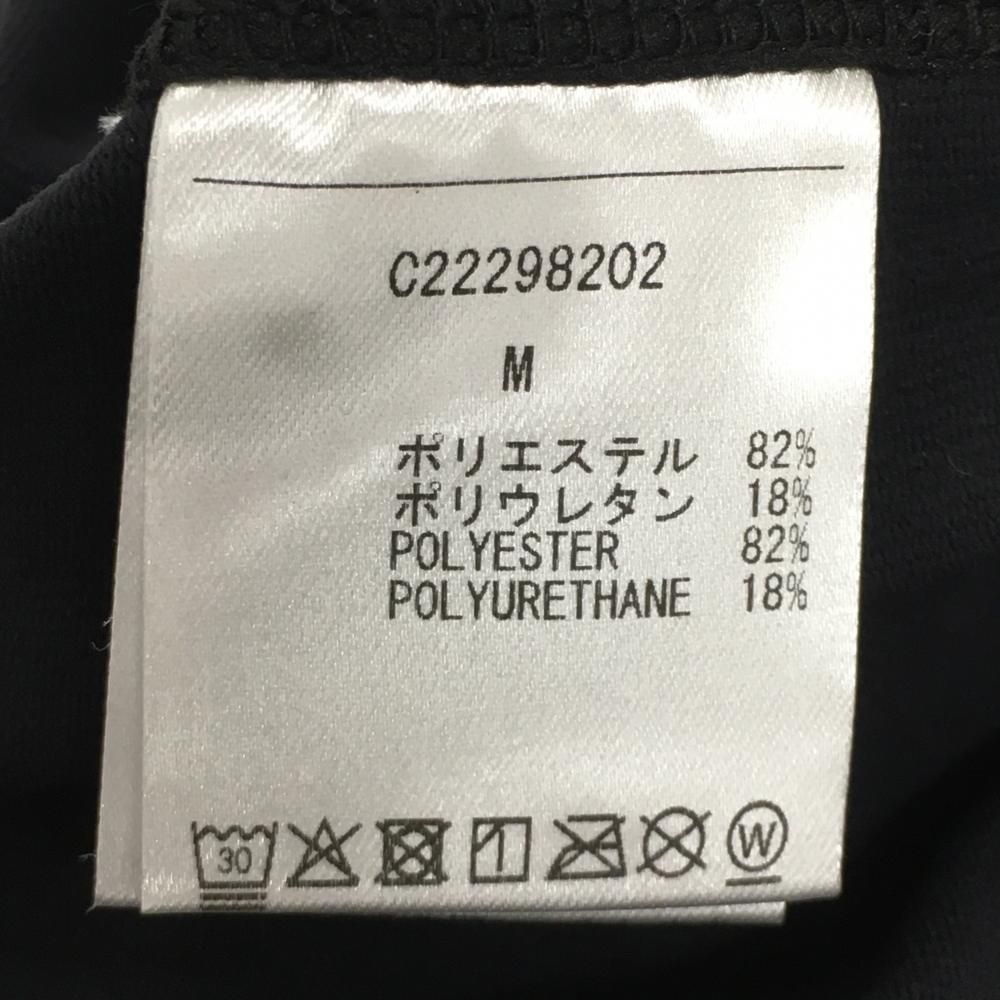 C22298202
M
ポリエステル 82%
ポリウレタン 18%
POLYESTER 82%
POLYURETHANE 18%
30 W